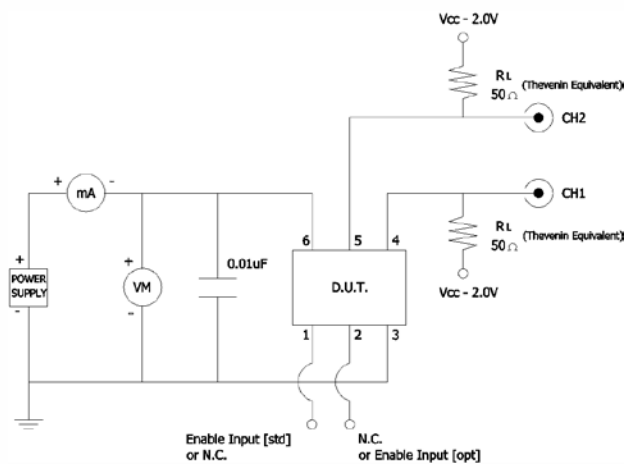 Vcc - 2.0V
RL (Thevenin Equivalent)
50Ω
CH2
+ mA -
CH1
RL (Thevenin Equivalent)
50Ω
Vcc - 2.0V
6 5 4
+
POWER
SUPPLY
-
+
VM
-
0.01uF
D.U.T.
1 2 3
Enable Input [std]
or N.C.
N.C.
or Enable Input [opt]